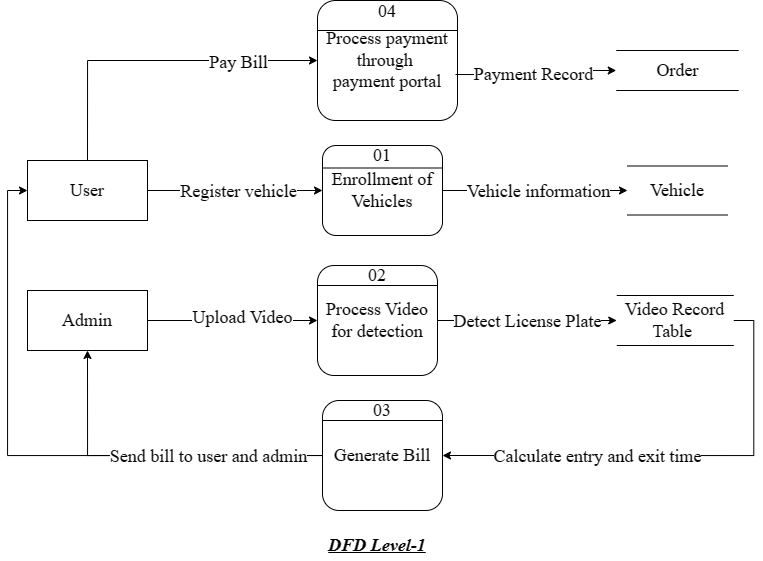 04
Process payment
through
payment portal
Pay Bill
Payment Record
Order
01
Enrollment of
Vehicles
User
Register vehicle
Vehicle information
Vehicle
02
Process Video
for detection
Admin
Upload Video
Detect License Plate
Video Record
Table
03
Generate Bill
Send bill to user and admin
Calculate entry and exit time
DFD Level-1